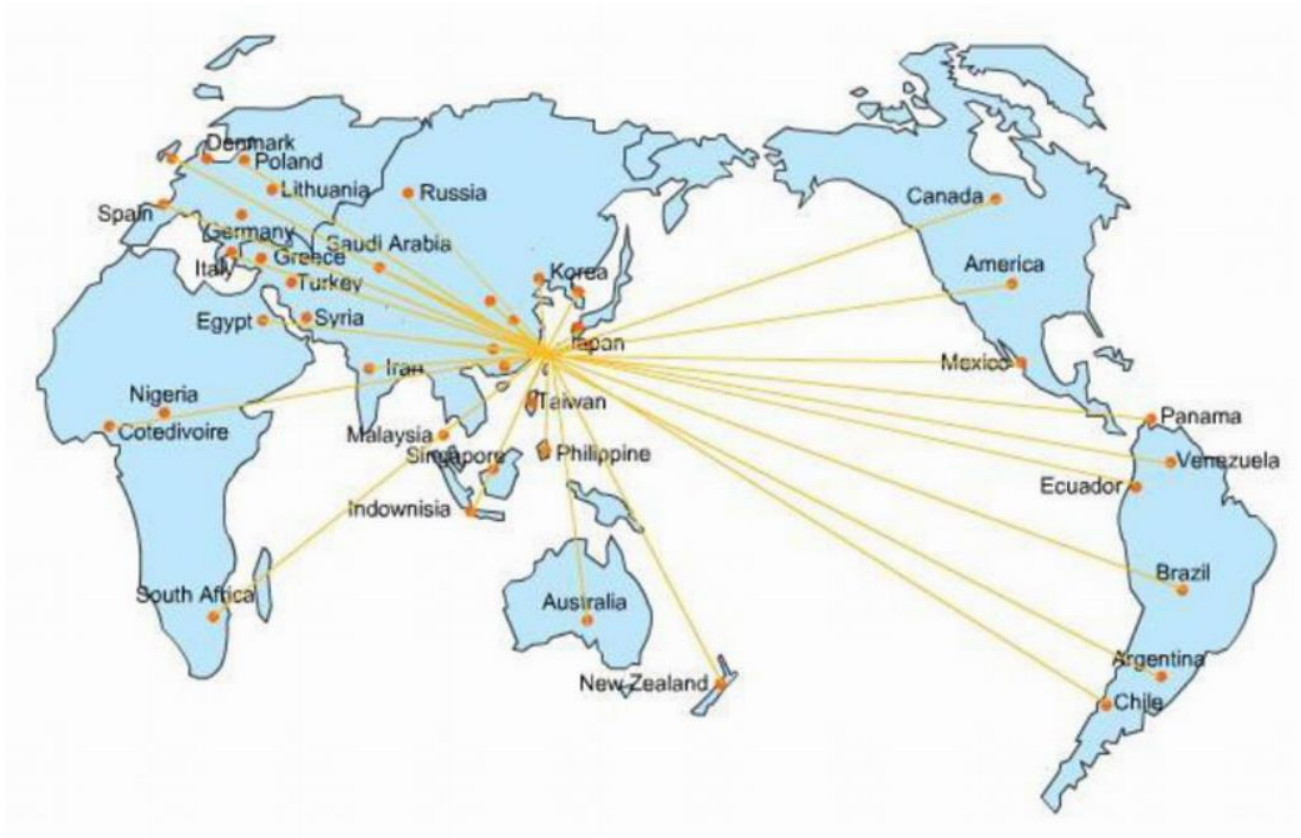 Denmark
Poland
Lithuania
Russia
Canada
Spain
Germany
Saudi Arabia
Greece
Italy
Korea
America
Turkey
Egypt
Syria
Japan
Mexico
Iran
Nigeria
Taiwan
Panama
Cotedivoire
Malaysia
Singapore
Philippine
Venezuela
Ecuador
Indownisia
Brazil
South Aftica
Australia
Argentina
New Zealand
Chile